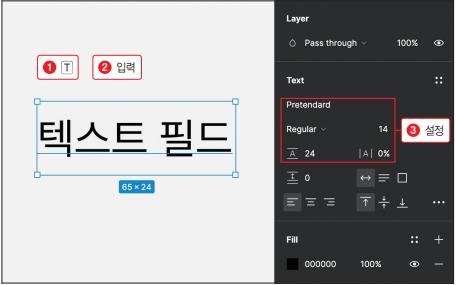 1 T
2 입력
텍스트 필드
65 × 24
Layer
Pass through 100%
Text
Pretendard
Regular 14
3 설정
A 24 |A| 0%
0
Fill
000000 100%